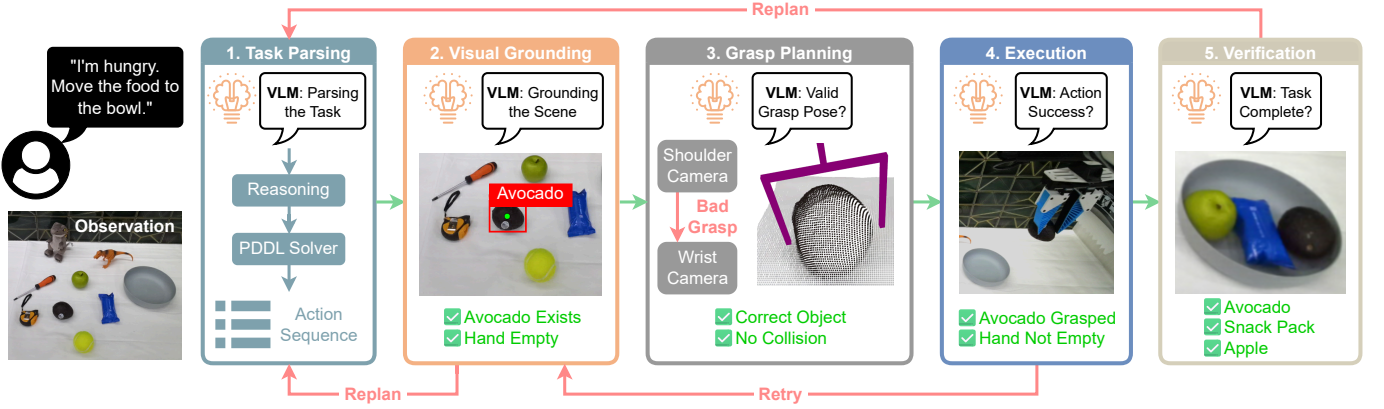 Replan
"I'm hungry.
Move the food to
the bowl."
Observation
1. Task Parsing
VLM: Parsing
the Task
Reasoning
PDDL Solver
Action
Sequence
2. Visual Grounding
VLM: Grounding
the Scene
Avocado
Avocado Exists
Hand Empty
3. Grasp Planning
VLM: Valid
Grasp Pose?
Shoulder
Camera
Bad
Grasp
Wrist
Camera
Correct Object
No Collision
4. Execution
VLM: Action
Success?
Avocado Grasped
Hand Not Empty
5. Verification
VLM: Task
Complete?
Avocado
Snack Pack
Apple
Replan
Retry